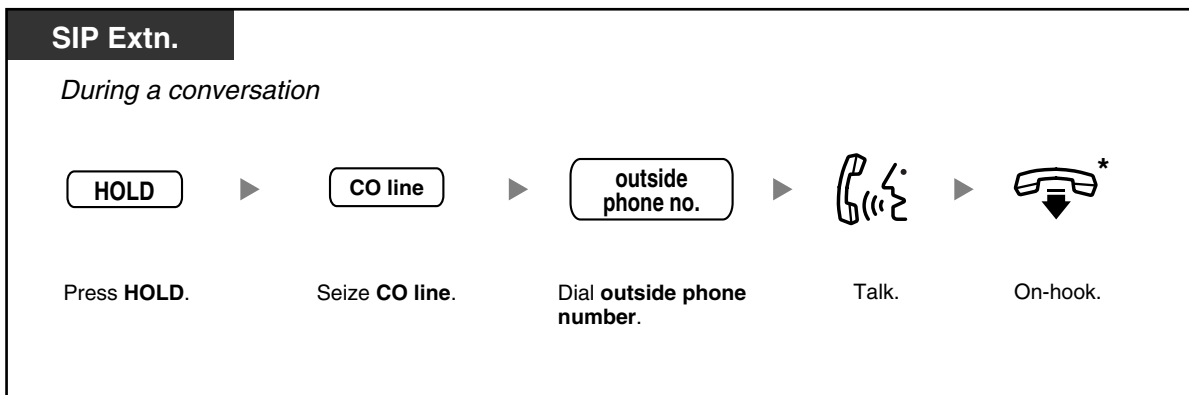 SIP Extn.
During a conversation
HOLD
CO line
outside
phone no.
*
Press HOLD.
Seize CO line.
Dial outside phone
number.
Talk.
On-hook.